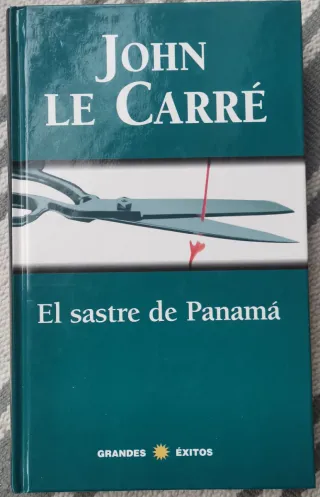 JOHN
LE CARRÉ
El sastre de Panamá
GRANDES ÉXITOS